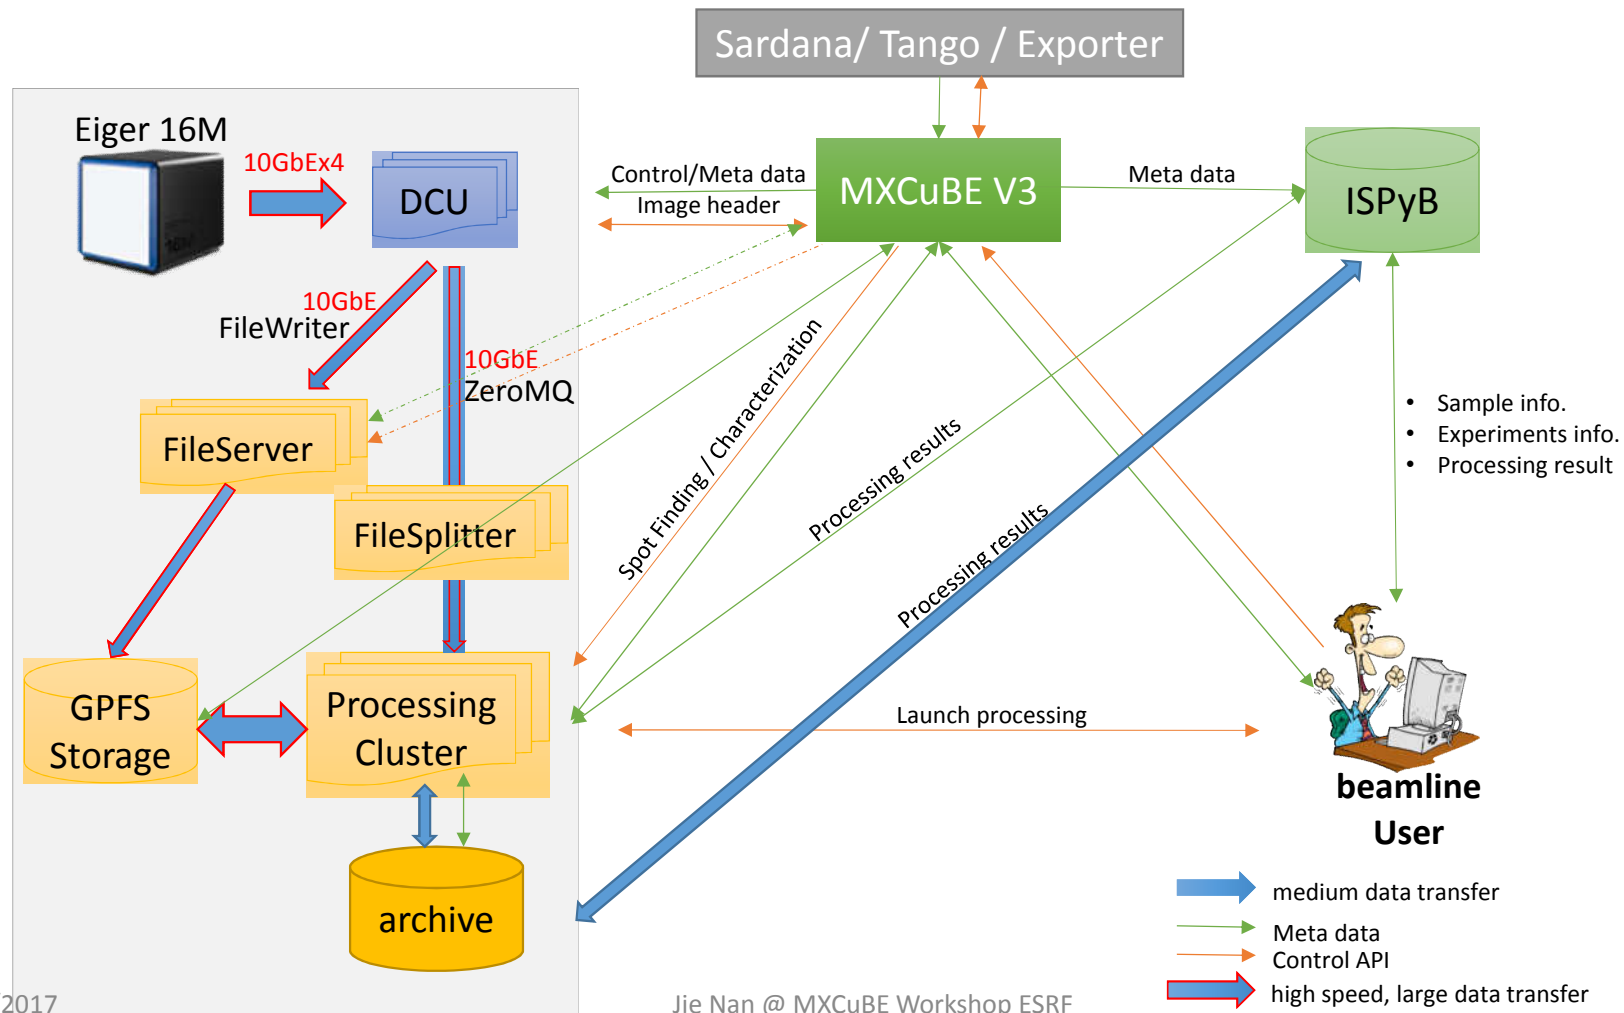 Sardana/ Tango / Exporter
Eiger 16M
10GbEx4
DCU
Control/Meta data
Image header
MXCuBE V3
Meta data
ISPyB
10GbE
FileWriter
10GbE
ZeroMQ
FileServer
FileSplitter
Spot Finding / Characterization
Processing results
Processing results
• Sample info.
• Experiments info.
• Processing result
GPFS
Storage
Processing
Cluster
Launch processing
beamline
User
archive
medium data transfer
Meta data
Control API
high speed, large data transfer
2017
Jie Nan @ MXCuBE Workshop ESRF